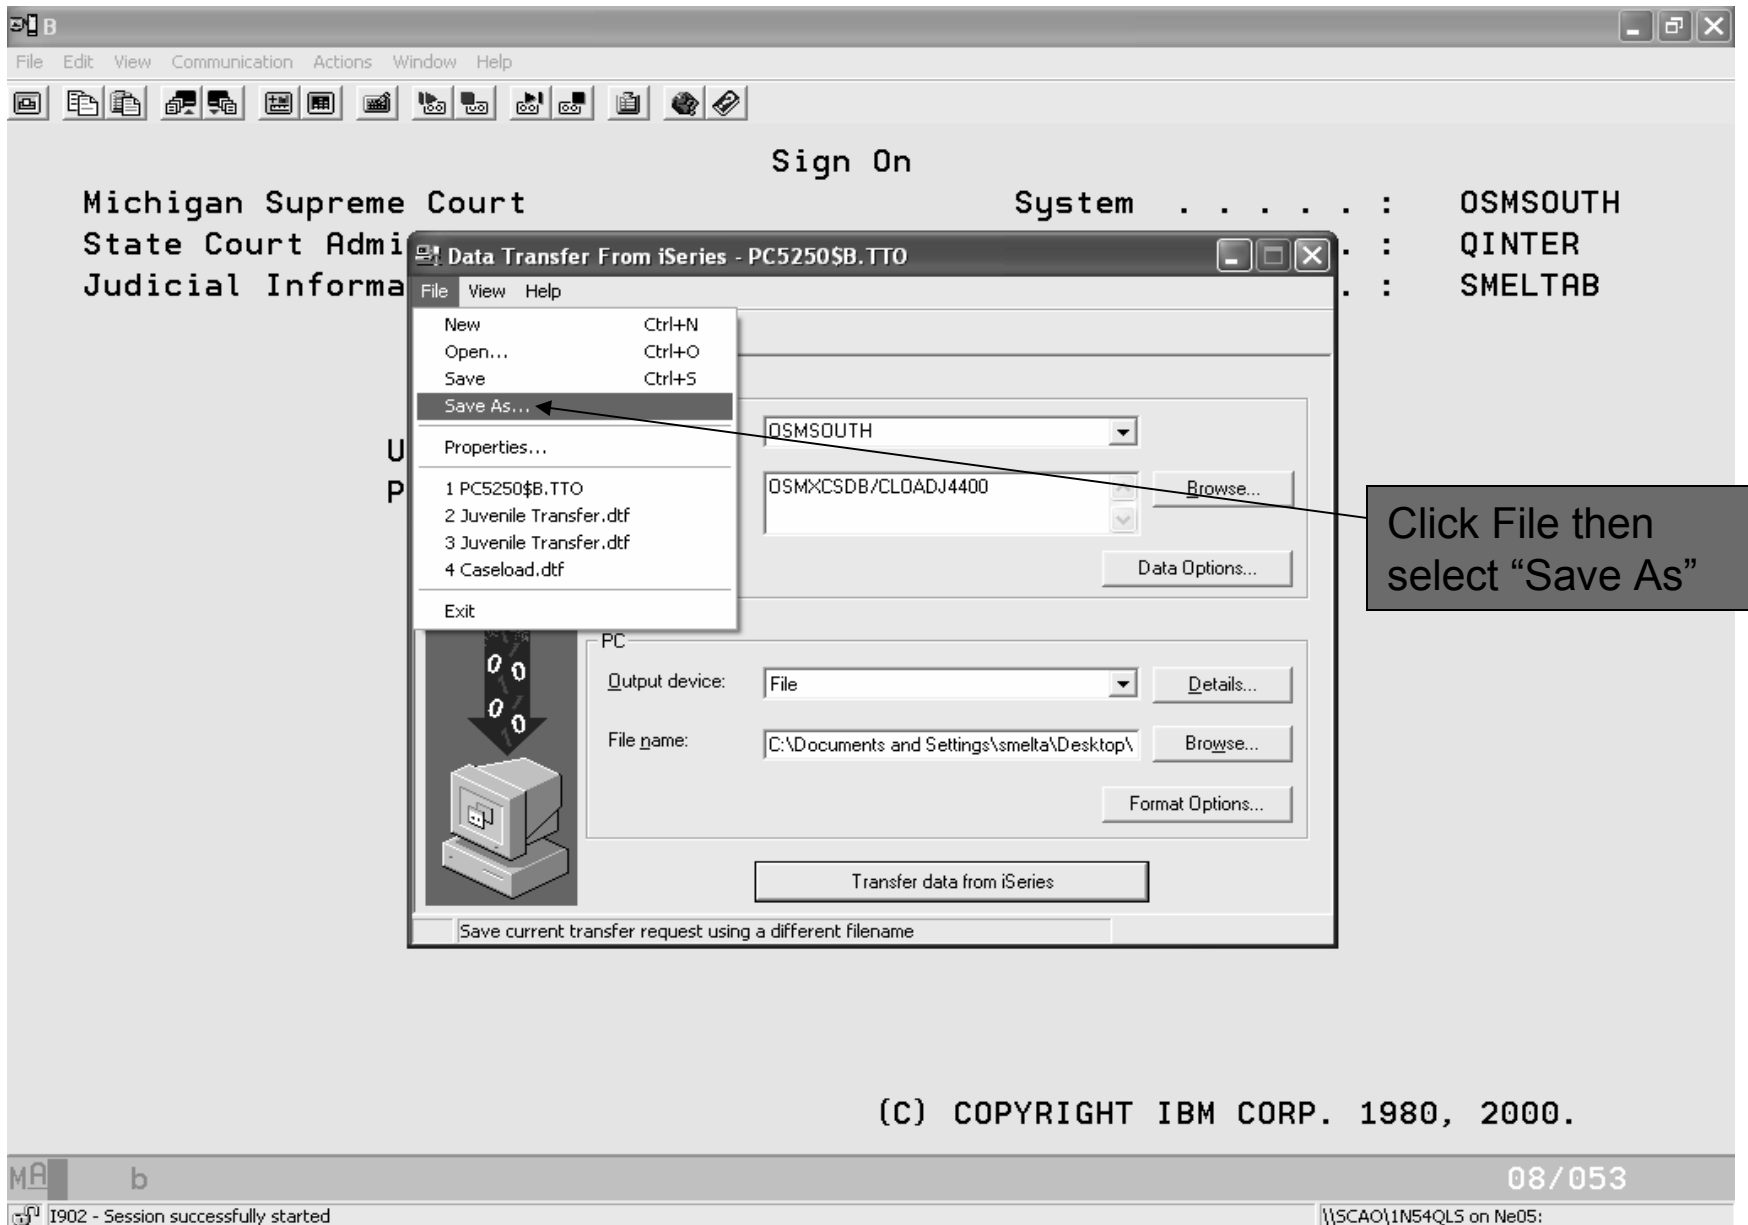 B
File Edit View Communication Actions Window Help
Sign On
Michigan Supreme Court System . . . . . : OSMSOUTH
State Court Admi . : QINTER
Judicial Informa . : SMELTAB
Data Transfer From iSeries - PC5250$B.TTO
File View Help
New Ctrl+N
Open... Ctrl+O
Save Ctrl+S
Save As...
Properties...
1 PC5250$B.TTO
2 Juvenile Transfer.dtf
3 Juvenile Transfer.dtf
4 Caseload.dtf
Exit
U
P
OSMSOUTH
OSMXCSDB/CLOADJ4400
Browse...
Data Options...
Click File then
select “Save As”
PC
Output device: File Details...
File name: C:\Documents and Settings\smelta\Desktop\ Browse...
Format Options...
Transfer data from iSeries
Save current transfer request using a different filename
(C) COPYRIGHT IBM CORP. 1980, 2000.
MA b 08/053
I902 - Session successfully started \\SCAO\1N54QLS on Ne05: